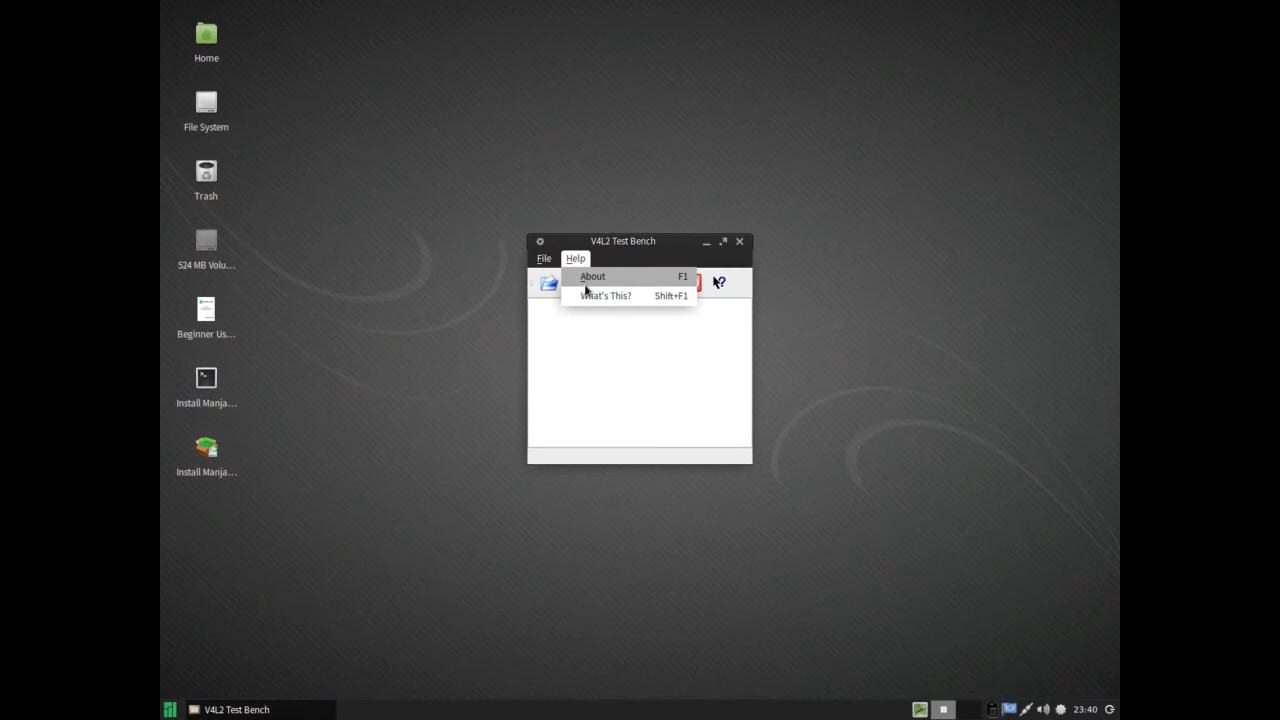 Home
File System
Trash
524 MB Volu...
Beginner Us...
Install Manja...
Install Manja...
V4L2 Test Bench
File Help
About F1
What's This? Shift+F1
V4L2 Test Bench
23:40